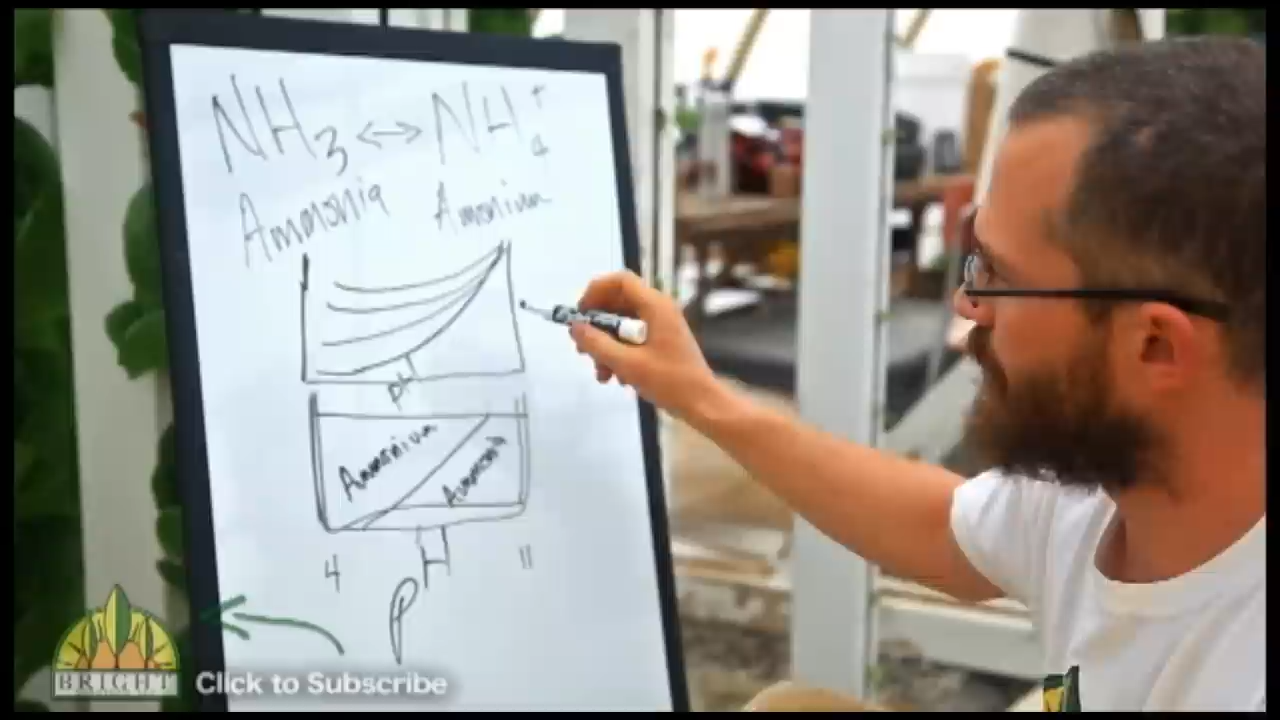 NH3 ↔ NH4+
Ammonia Ammonium
pH
Ammonium
Ammonia
4 11
pH
BRIGHT
Click to Subscribe